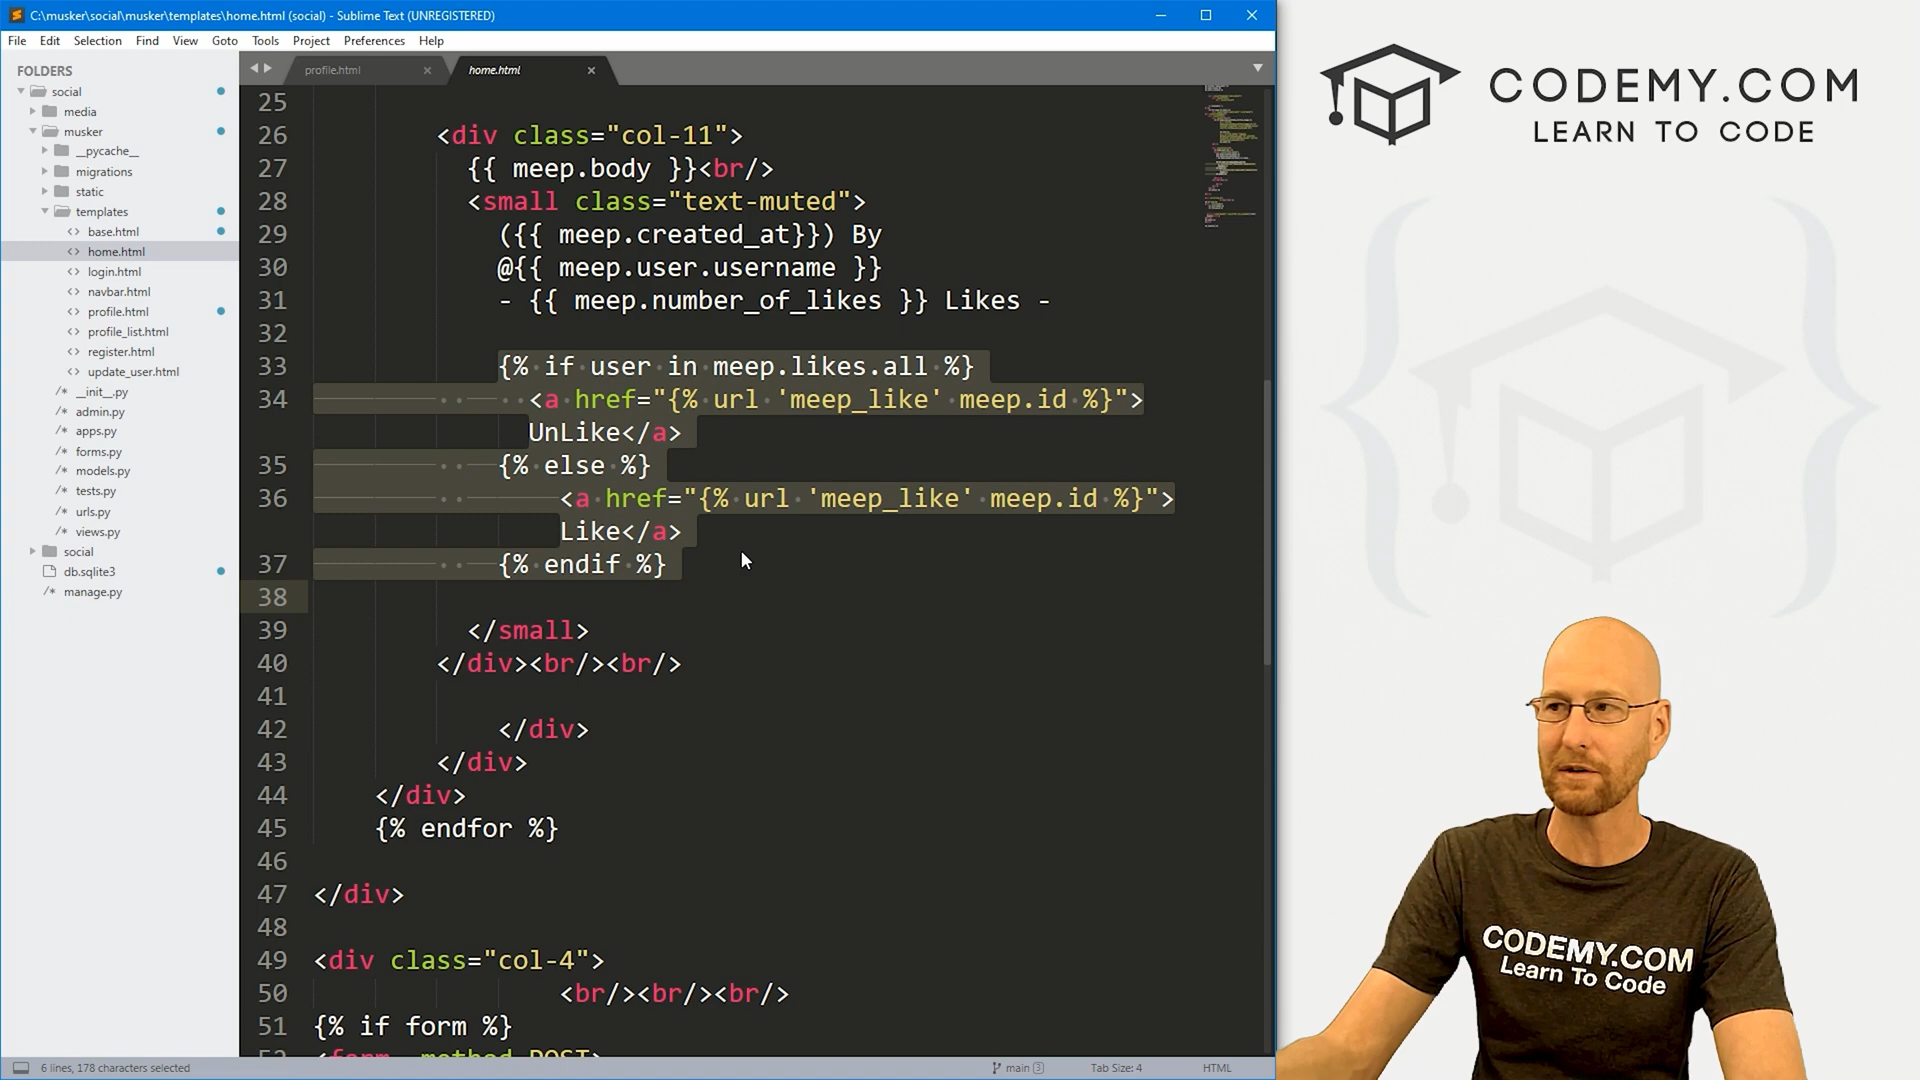 C:\musker\social\musker\templates\home.html (social) - Sublime Text (UNREGISTERED)
File Edit Selection Find View Goto Tools Project Preferences Help
FOLDERS
social
media
musker
__pycache__
migrations
static
templates
base.html
home.html
login.html
navbar.html
profile.html
profile_list.html
register.html
update_user.html
__init__.py
admin.py
apps.py
forms.py
models.py
tests.py
urls.py
views.py
social
db.sqlite3
manage.py
profile.html home.html
25
26 <div class="col-11">
27 {{ meep.body }}<br/>
28 <small class="text-muted">
29 ({{ meep.created_at}}) By
30 @{{ meep.user.username }}
31 - {{ meep.number_of_likes }} Likes -
32
33 {% if user in meep.likes.all %}
34 <a href="{% url 'meep_like' meep.id %}">
UnLike</a>
35 {% else %}
36 <a href="{% url 'meep_like' meep.id %}">
Like</a>
37 {% endif %}
38
39 </small>
40 </div><br/><br/>
41
42 </div>
43 </div>
44 </div>
45 {% endfor %}
46
47 </div>
48
49 <div class="col-4">
50 <br/><br/><br/>
51 {% if form %}
6 lines, 178 characters selected
main 3 Tab Size: 4 HTML
CODEMY.COM
LEARN TO CODE
CODEMY.COM
Learn To Code